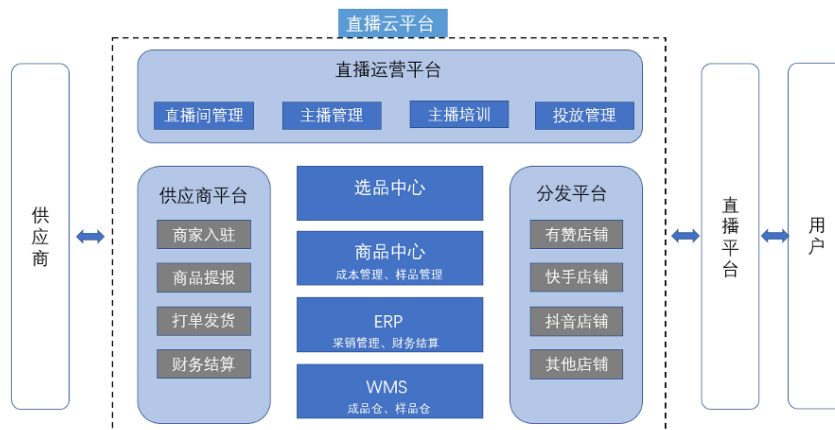 直播云平台
直播运营平台
直播间管理
主播管理
主播培训
投放管理
供应商
供应商平台
商家入驻
商品提报
打单发货
财务结算
选品中心
商品中心
成本管理、样品管理
ERP
采销管理、财务结算
WMS
成品仓、样品仓
分发平台
有赞店铺
快手店铺
抖音店铺
其他店铺
直播平台
用户